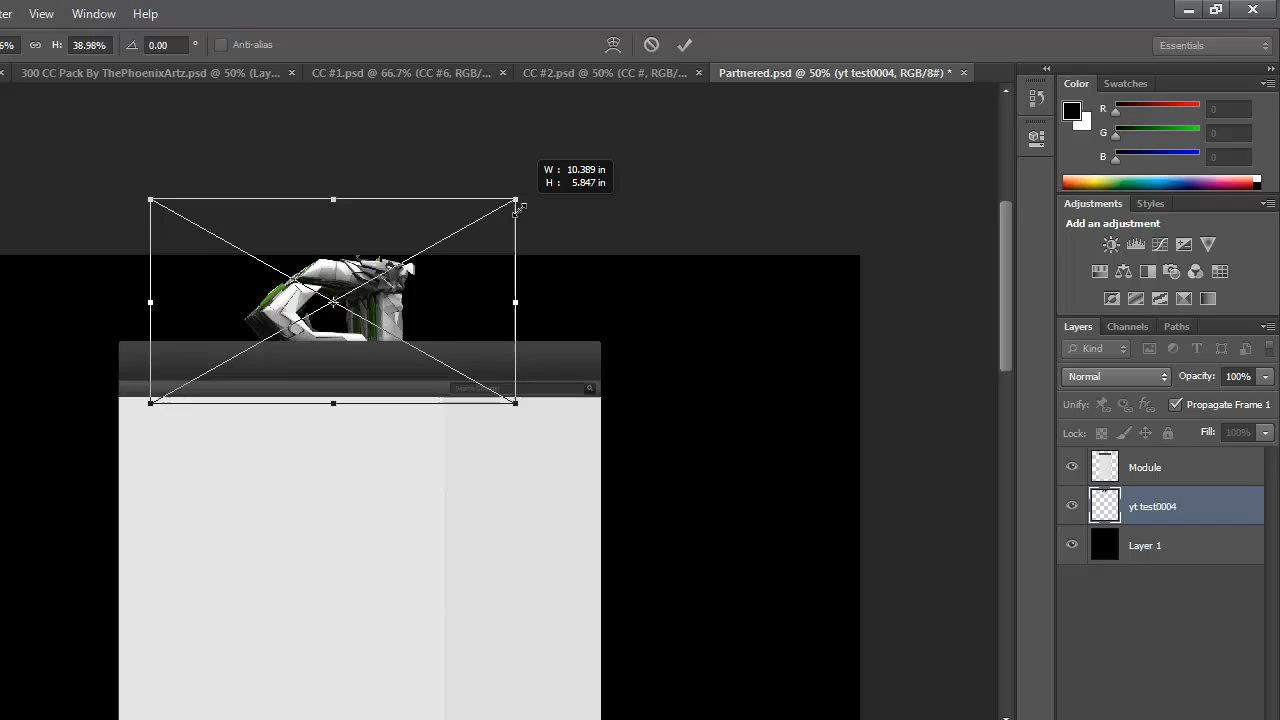 ter View Window Help
6% H: 38.98% 0.00 ° Anti-alias Essentials
× 300 CC Pack By ThePhoenixArtz.psd @ 50% (Lay... × CC #1.psd @ 66.7% (CC #6, RGB/... × CC #2.psd @ 50% (CC #, RGB/... × Partnered.psd @ 50% (yt test0004, RGB/8#) * ×
Color Swatches
R 0
G 0
B 0
W : 10.389 in
H : 5.847 in
Adjustments Styles
Add an adjustment
Layers Channels Paths
Kind
Normal Opacity: 100%
Unify: Propagate Frame 1
Lock: Fill: 100%
Module
yt test0004
Layer 1